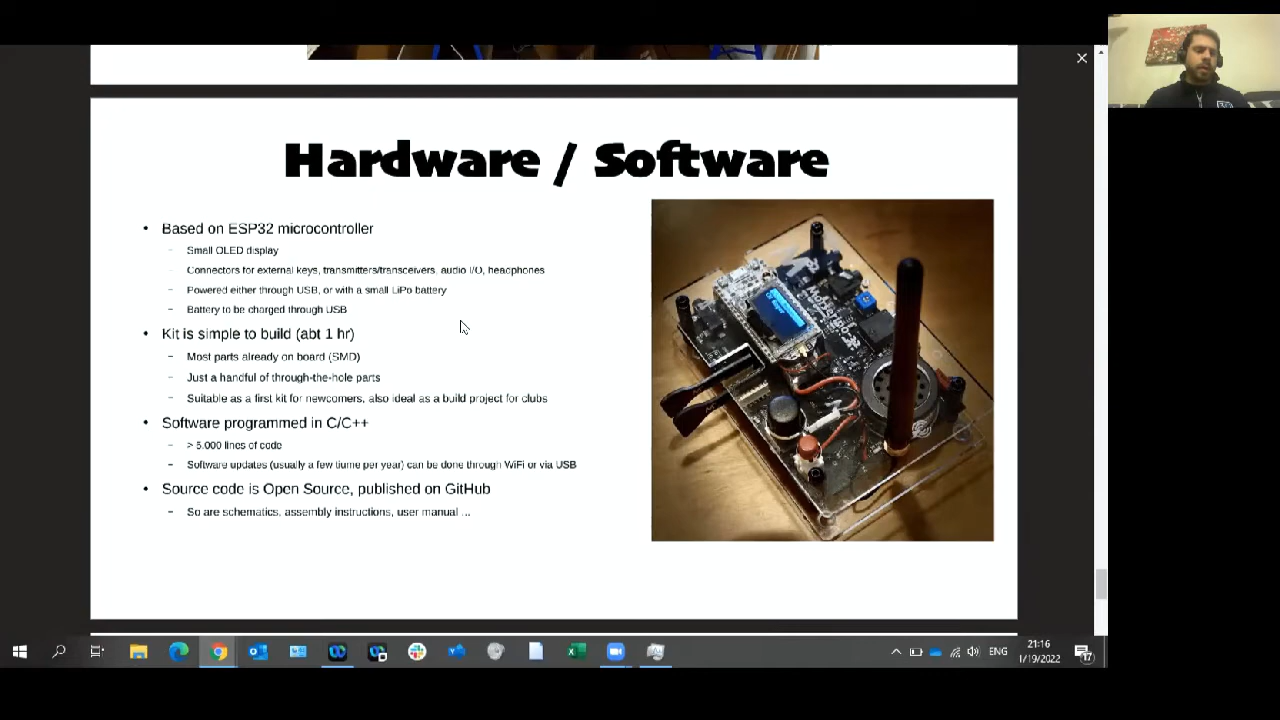 Hardware / Software
• Based on ESP32 microcontroller
– Small OLED display
– Connectors for external keys, transmitters/transceivers, audio I/O, headphones
– Powered either through USB, or with a small LiPo battery
– Battery to be charged through USB
• Kit is simple to build (abt 1 hr)
– Most parts already on board (SMD)
– Just a handful of through-the-hole parts
– Suitable as a first kit for newcomers, also ideal as a build project for clubs
• Software programmed in C/C++
– > 5.000 lines of code
– Software updates (usually a few tiume per year) can be done through WiFi or via USB
• Source code is Open Source, published on GitHub
– So are schematics, assembly instructions, user manual ...
ENG
21:16
1/19/2022
17